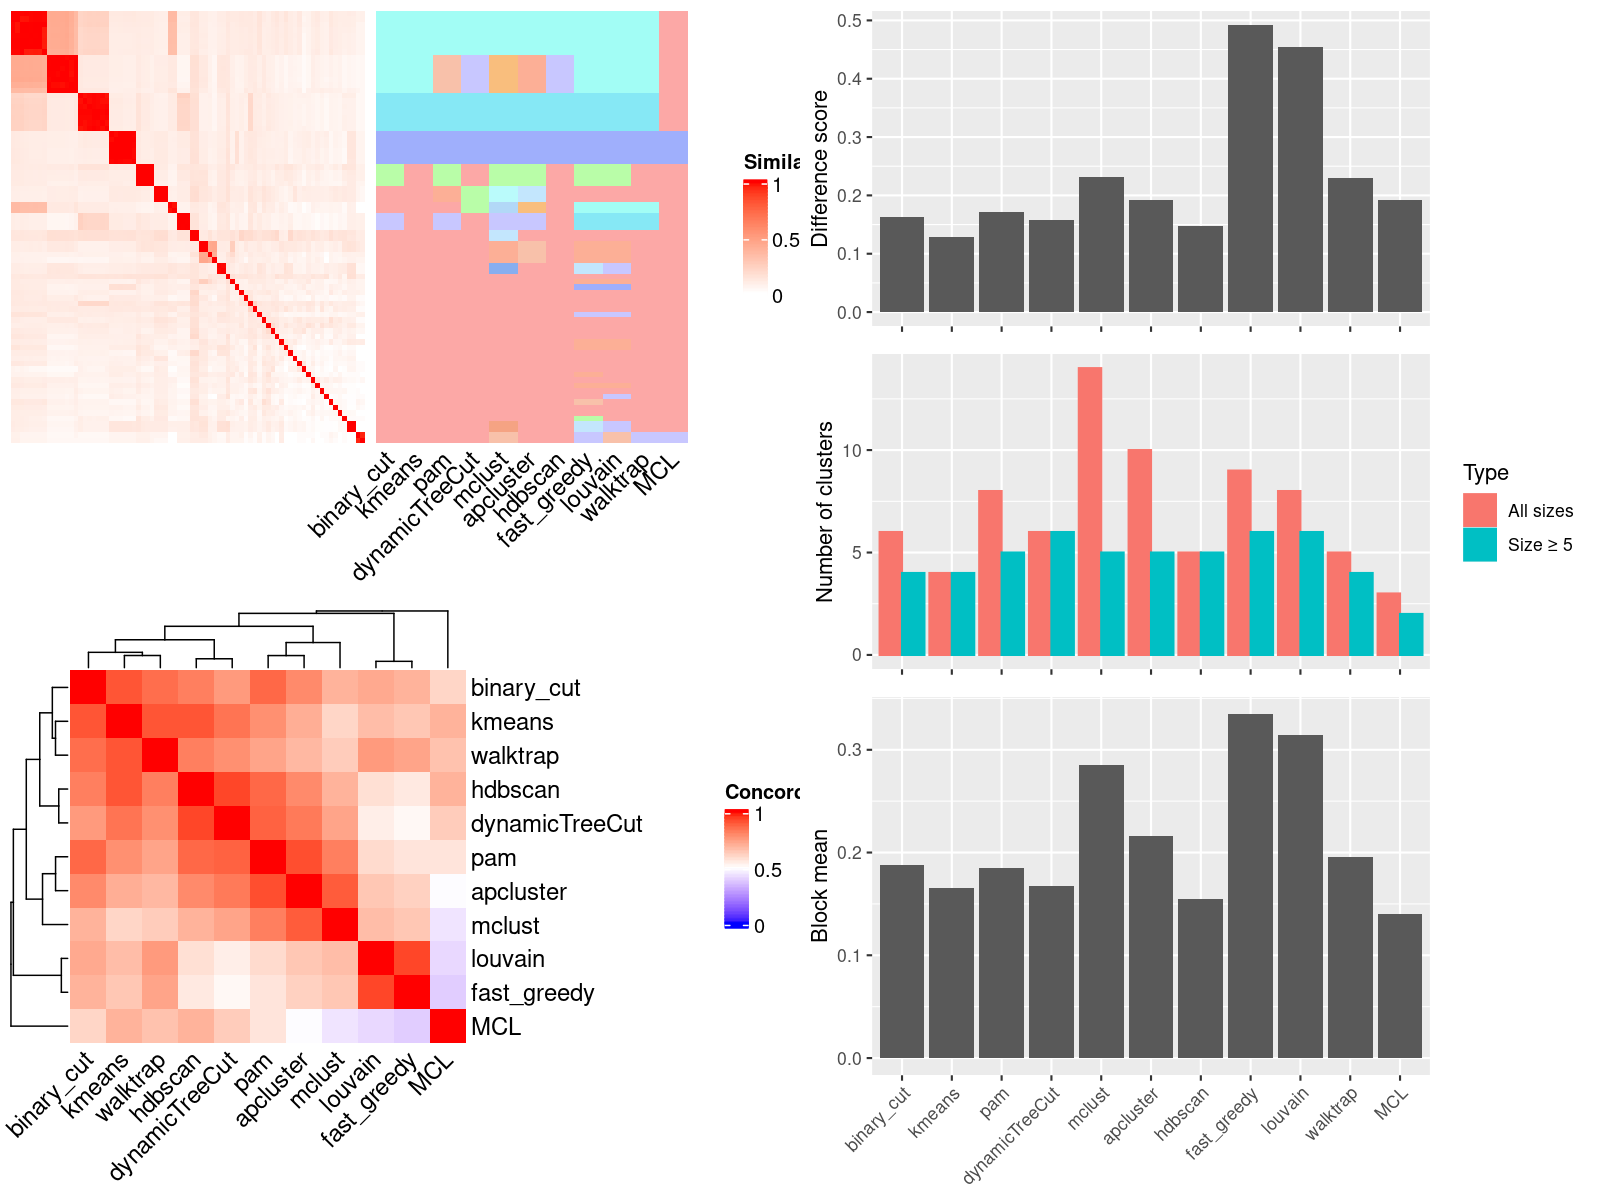 Simila
1
0.5
0
binary_cut
kmeans
pam
dynamicTreeCut
mclust
apcluster
hdbscan
fast_greedy
louvain
walktrap
MCL
Difference score
0.5
0.4
0.3
0.2
0.1
0.0
Number of clusters
10
5
0
Type
All sizes
Size ≥ 5
binary_cut
kmeans
walktrap
hdbscan
dynamicTreeCut
pam
apcluster
mclust
louvain
fast_greedy
MCL
binary_cut
kmeans
walktrap
hdbscan
dynamicTreeCut
pam
apcluster
mclust
louvain
fast_greedy
MCL
Concord
1
0.5
0
Block mean
0.3
0.2
0.1
0.0
binary_cut
kmeans
pam
dynamicTreeCut
mclust
apcluster
hdbscan
fast_greedy
louvain
walktrap
MCL